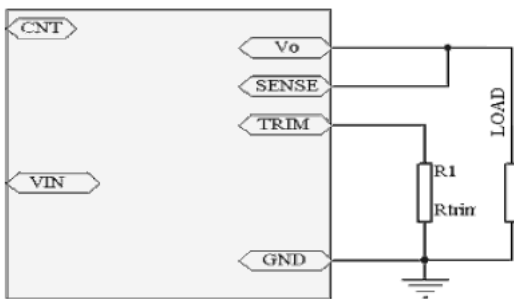 CNT
Vo
SENSE
TRIM
VIN
GND
R1
Rtrim
LOAD